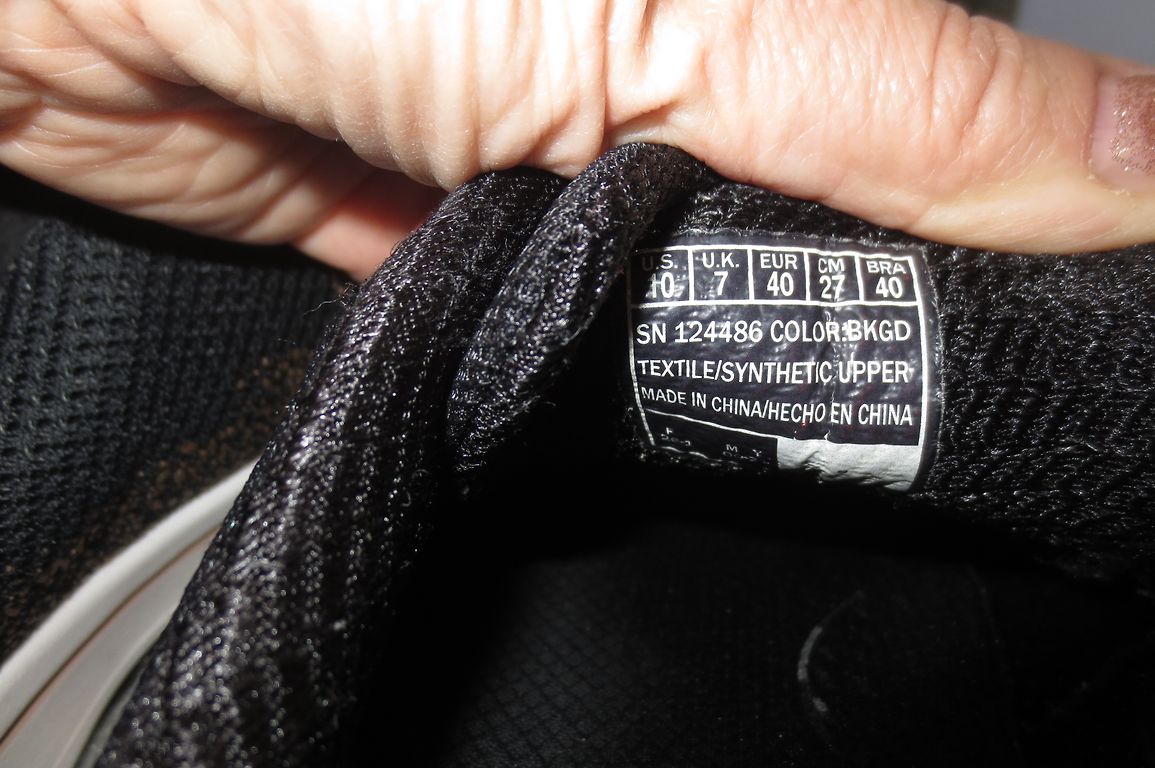 U.S. U.K. EUR CM BRA
10 7 40 27 40
SN 124486 COLOR:BKGD
TEXTILE/SYNTHETIC UPPER
MADE IN CHINA/HECHO EN CHINA